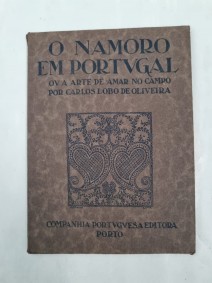 O NAMORO
EM PORTVGAL
OV A ARTE DE AMAR NO CAMPO
POR CARLOS LOBO DE OLIVEIRA
COMPANHIA PORTVGVESA EDITORA
PORTO